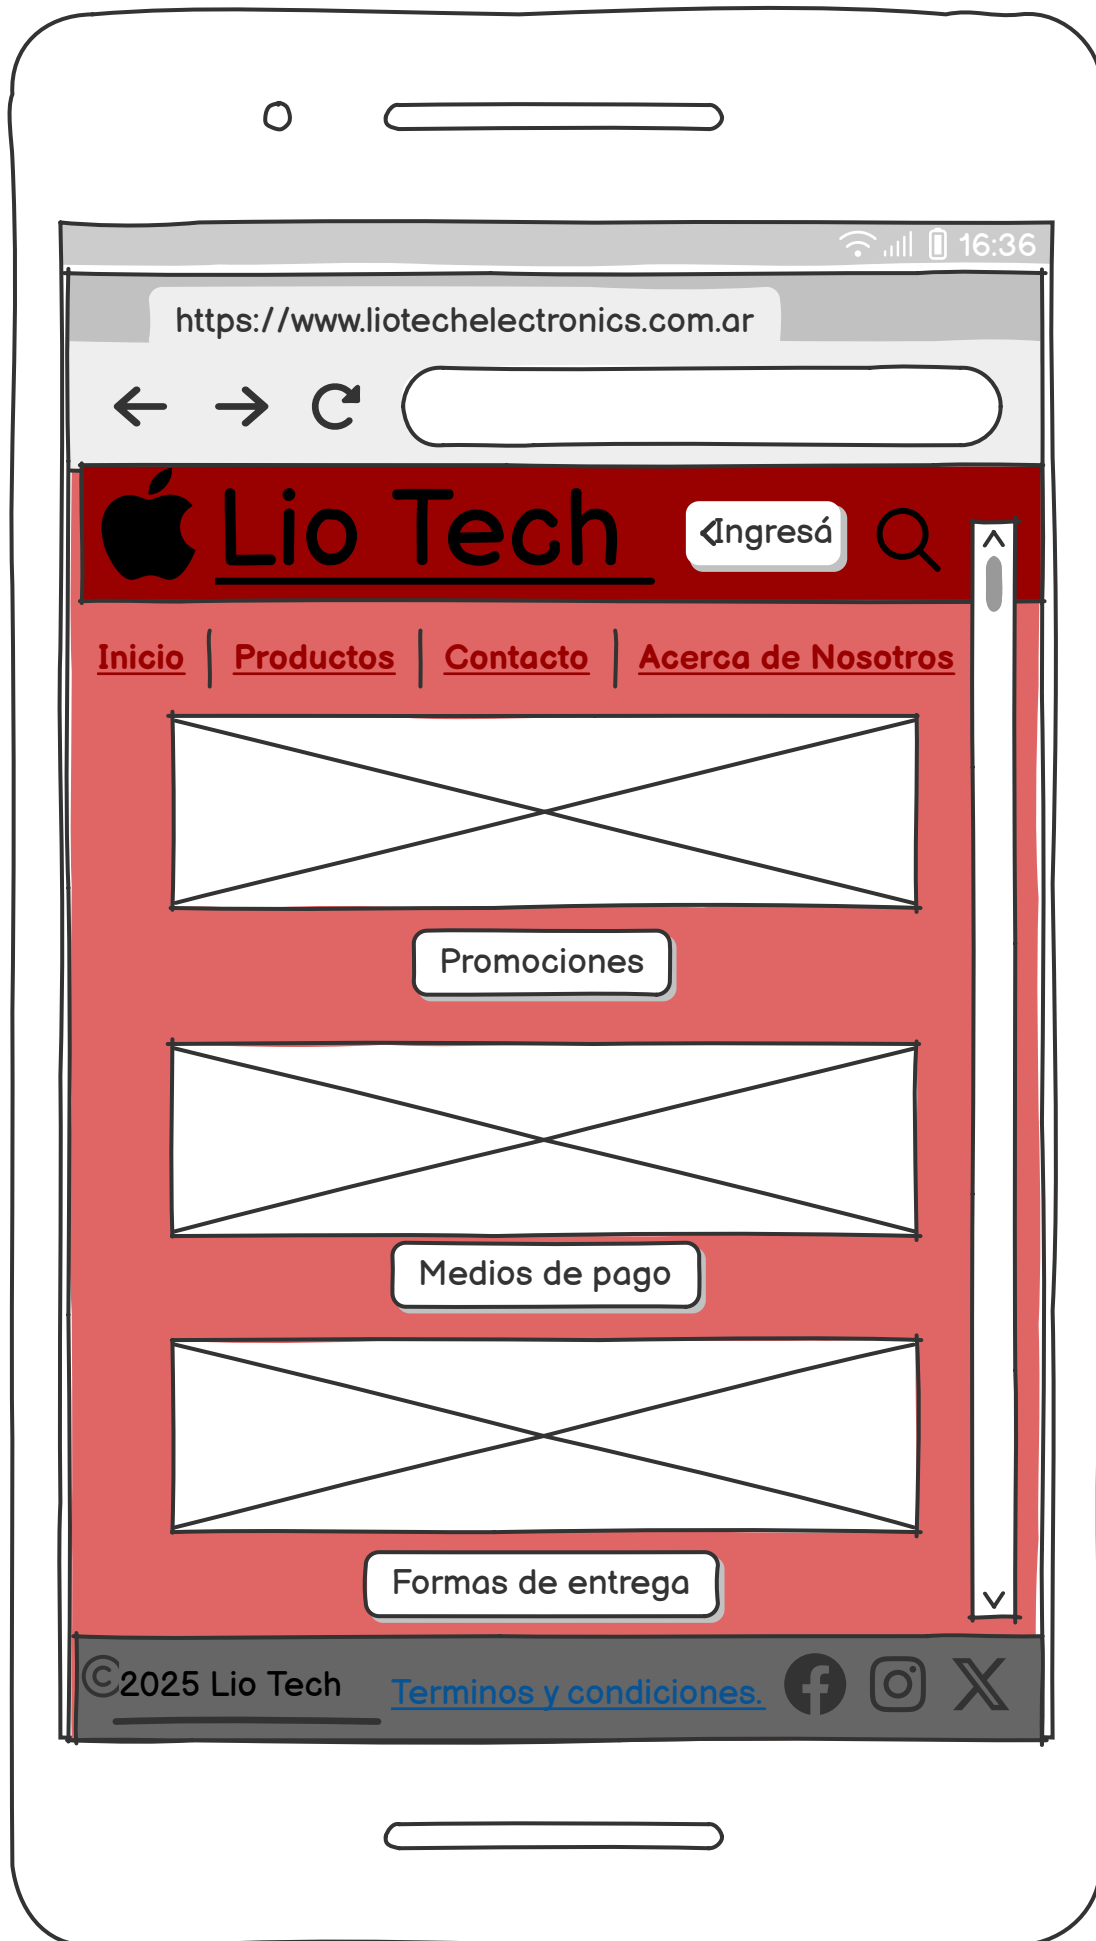 16:36
https://www.liotechelectronics.com.ar
Lio Tech
Ingresá
Inicio | Productos | Contacto | Acerca de Nosotros
Promociones
Medios de pago
Formas de entrega
©2025 Lio Tech Terminos y condiciones.